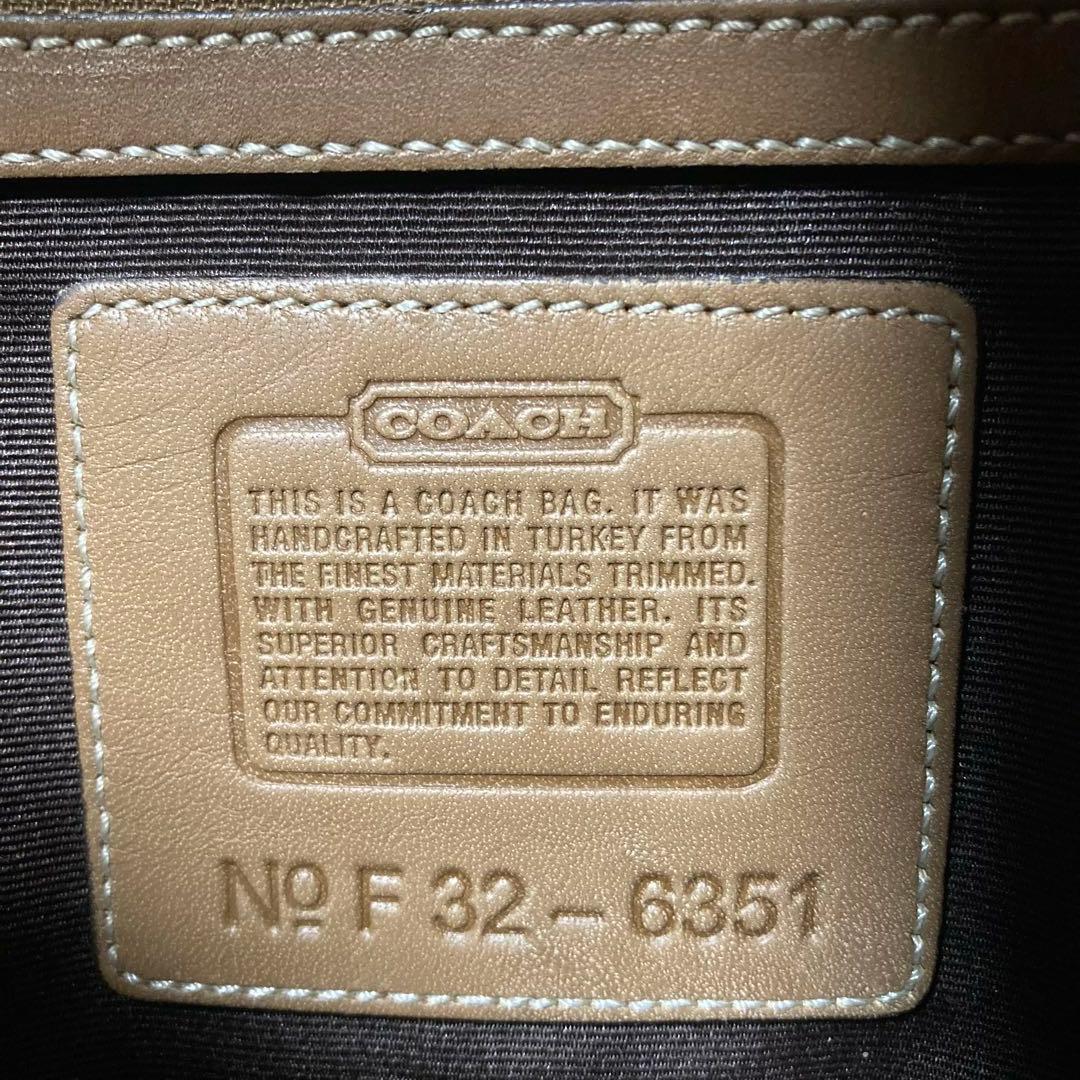 COACH
THIS IS A COACH BAG. IT WAS
HANDCRAFTED IN TURKEY FROM
THE FINEST MATERIALS TRIMMED.
WITH GENUINE LEATHER. ITS
SUPERIOR CRAFTSMANSHIP AND
ATTENTION TO DETAIL REFLECT
OUR COMMITMENT TO ENDURING
QUALITY.
Nº F 32 – 6351